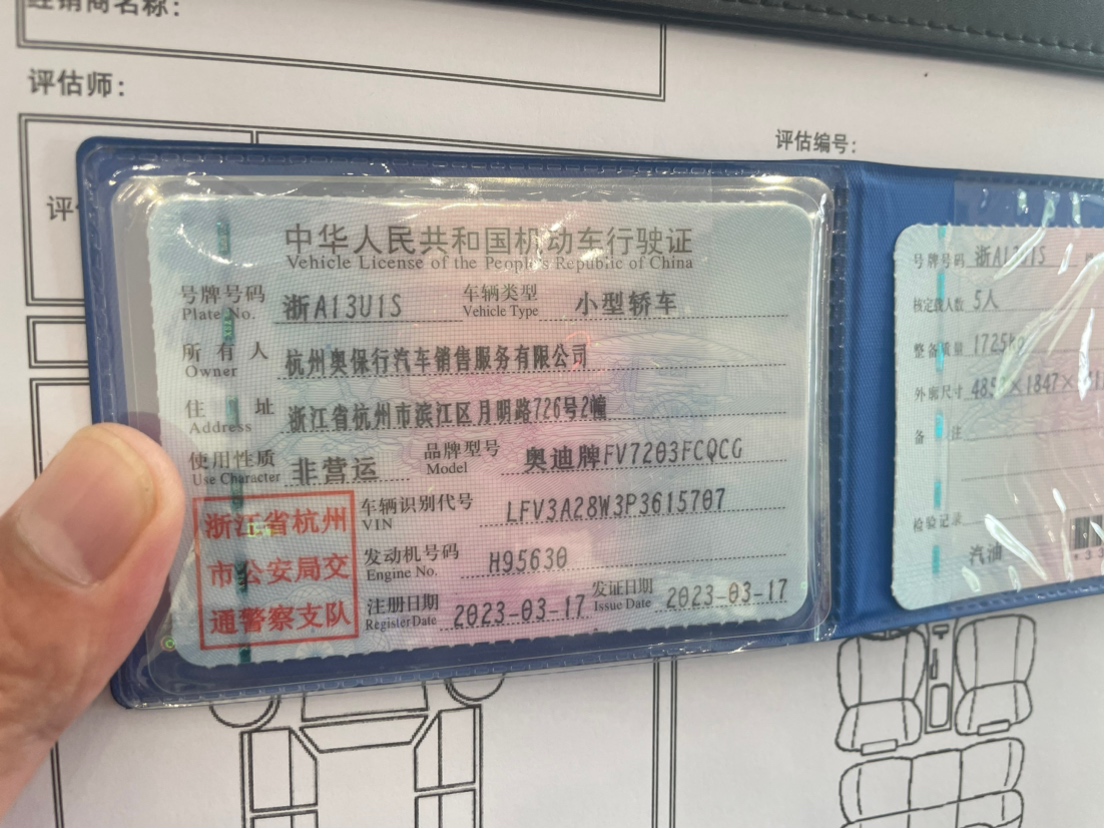 经销商名称：
评估师：
评估编号：
评
中华人民共和国机动车行驶证
Vehicle License of the People's Republic of China
号牌号码 浙A13U1S 车辆类型 小型轿车
Plate No. Vehicle Type
所有人 杭州奥保行汽车销售服务有限公司
Owner
住址 浙江省杭州市滨江区月明路726号2幢
Address
使用性质 非营运 品牌型号 奥迪牌FV7203FCQCG
Use Character Model
浙江省杭州
市公安局交
通警察支队
车辆识别代号 LFV3A28W3P3615707
VIN
发动机号码 H95630
Engine No.
注册日期 2023-03-17 发证日期 2023-03-17
Register Date Issue Date
号牌号码 浙A13U1S
核定载人数 5人
整备质量 1725kg
外廓尺寸
备注
检验记录
汽油